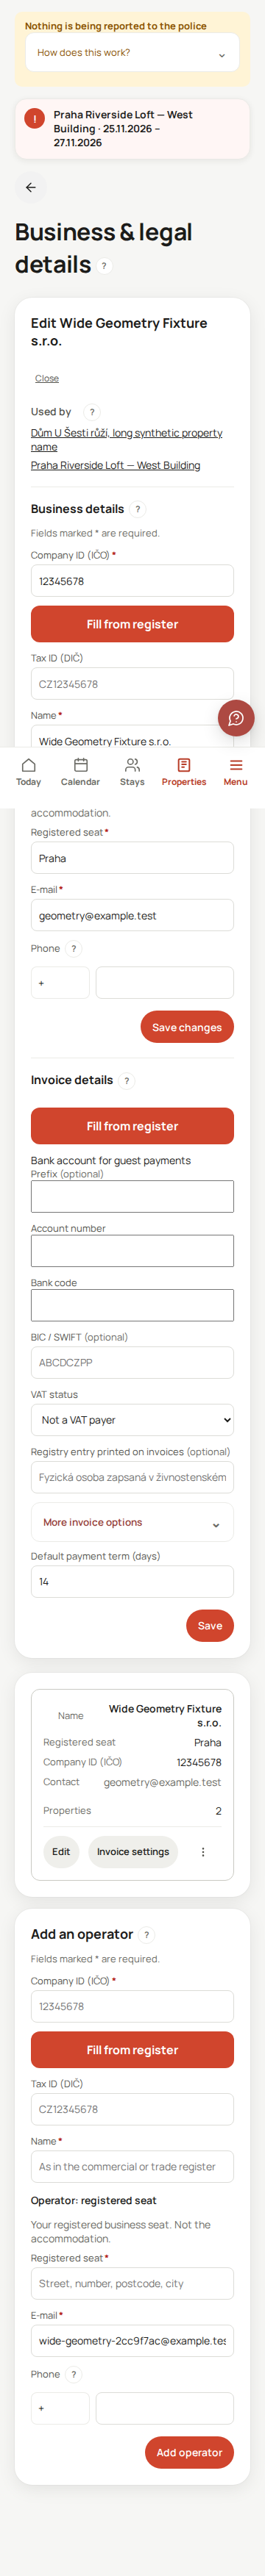 Nothing is being reported to the police
How does this work?
!
Praha Riverside Loft — West
Building · 25.11.2026 –
27.11.2026
Business & legal
details ?
Edit Wide Geometry Fixture
s.r.o.
Close
Used by ?
Dům U Šesti růží, long synthetic property
name
Praha Riverside Loft — West Building
Business details ?
Fields marked * are required.
Company ID (IČO) *
12345678
Fill from register
Tax ID (DIČ)
CZ12345678
Name *
Wide Geometry Fixture s.r.o.
Today Calendar Stays Properties Menu
accommodation.
Registered seat *
Praha
E-mail *
geometry@example.test
Phone ?
+
Save changes
Invoice details ?
Fill from register
Bank account for guest payments
Prefix (optional)
Account number
Bank code
BIC / SWIFT (optional)
ABCDCZPP
VAT status
Not a VAT payer
Registry entry printed on invoices (optional)
Fyzická osoba zapsaná v živnostenském
More invoice options
Default payment term (days)
14
Save
Name Wide Geometry Fixture
s.r.o.
Registered seat Praha
Company ID (IČO) 12345678
Contact geometry@example.test
Properties 2
Edit Invoice settings
Add an operator ?
Fields marked * are required.
Company ID (IČO) *
12345678
Fill from register
Tax ID (DIČ)
CZ12345678
Name *
As in the commercial or trade register
Operator: registered seat
Your registered business seat. Not the
accommodation.
Registered seat *
Street, number, postcode, city
E-mail *
wide-geometry-2cc9f7ac@example.tes
Phone ?
+
Add operator